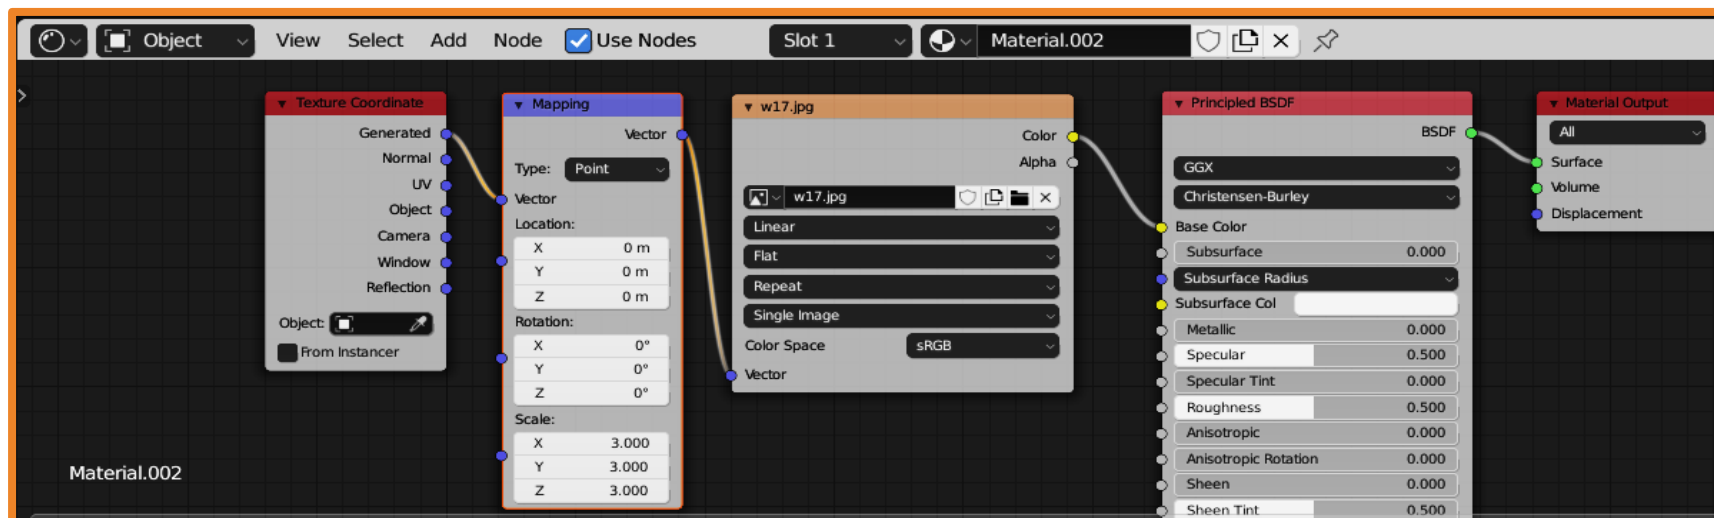 Object View Select Add Node Use Nodes Slot 1 Material.002
Texture Coordinate
Generated
Normal
UV
Object
Camera
Window
Reflection
Object:
From Instancer
Mapping
Vector
Type: Point
Vector
Location:
X 0 m
Y 0 m
Z 0 m
Rotation:
X 0°
Y 0°
Z 0°
Scale:
X 3.000
Y 3.000
Z 3.000
w17.jpg
Color
Alpha
w17.jpg
Linear
Flat
Repeat
Single Image
Color Space sRGB
Vector
Principled BSDF
BSDF
GGX
Christensen-Burley
Base Color
Subsurface 0.000
Subsurface Radius
Subsurface Col
Metallic 0.000
Specular 0.500
Specular Tint 0.000
Roughness 0.500
Anisotropic 0.000
Anisotropic Rotation 0.000
Sheen 0.000
Sheen Tint 0.500
Material Output
All
Surface
Volume
Displacement
Material.002